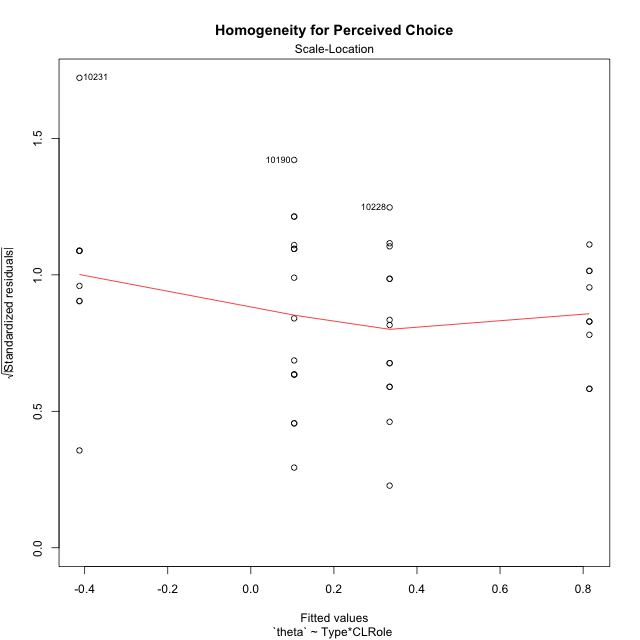 Homogeneity for Perceived Choice
Scale-Location
√|Standardized residuals|
1.5
1.0
0.5
0.0
10231
10190
10228
-0.4 -0.2 0.0 0.2 0.4 0.6 0.8
Fitted values
`theta` ~ Type*CLRole